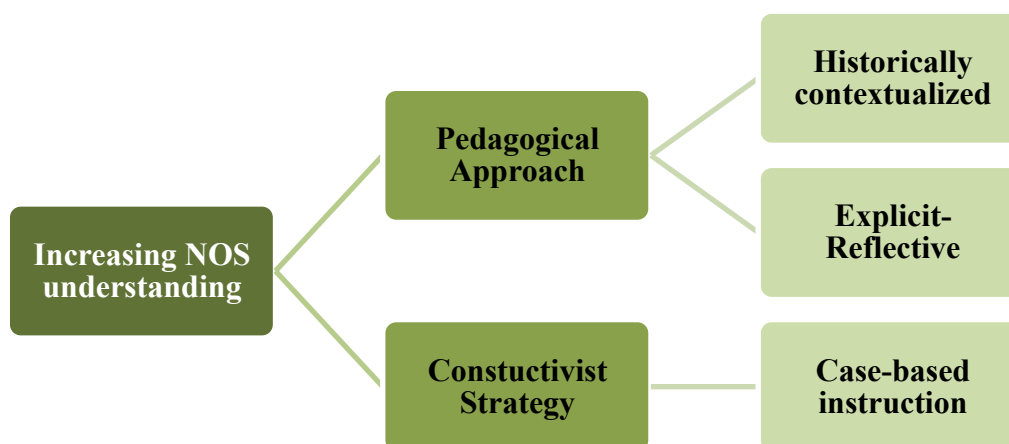 Increasing NOS
understanding
Pedagogical
Approach
Historically
contextualized
Explicit-
Reflective
Constuctivist
Strategy
Case-based
instruction